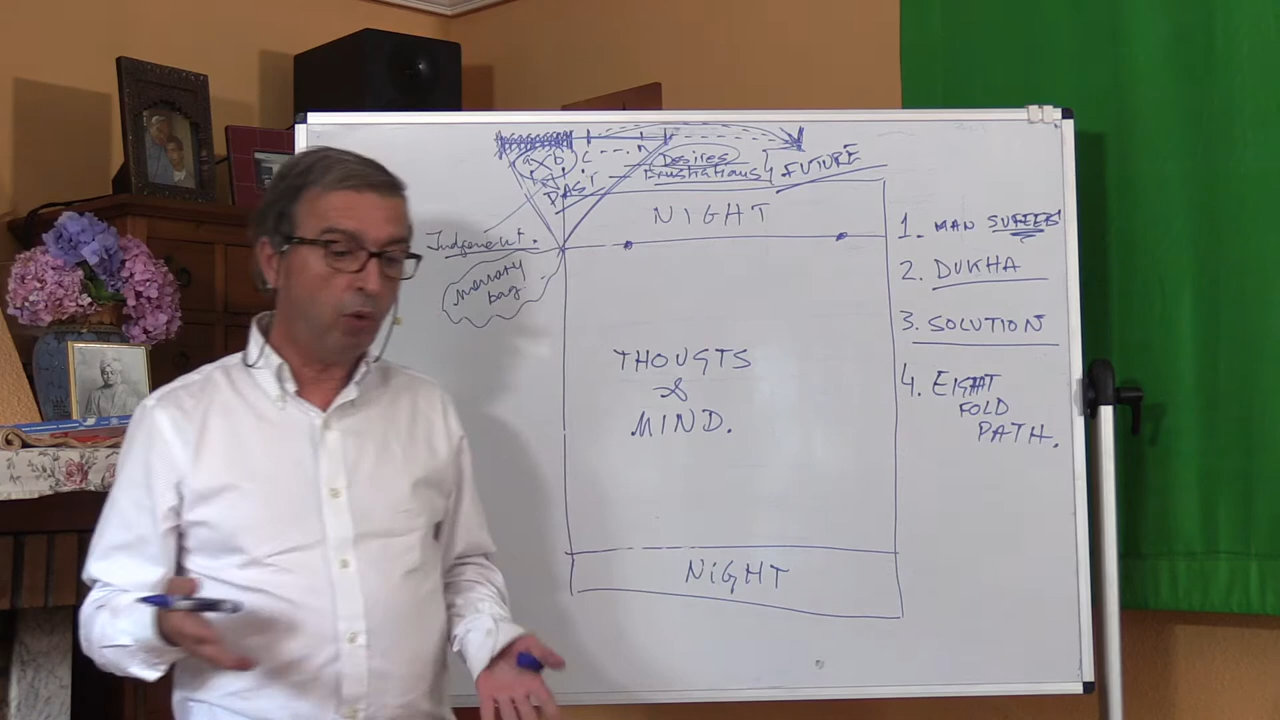 a b c n
Desires
PAST Frustrations FUTURE
NIGHT
Judgement.
Memory
bag
THOUGTS
&
MIND.
NiGHT
1. MAN SUFFERS
2. DUKHA
3. SOLUTION
4. EIGHT
FOLD
PATH.